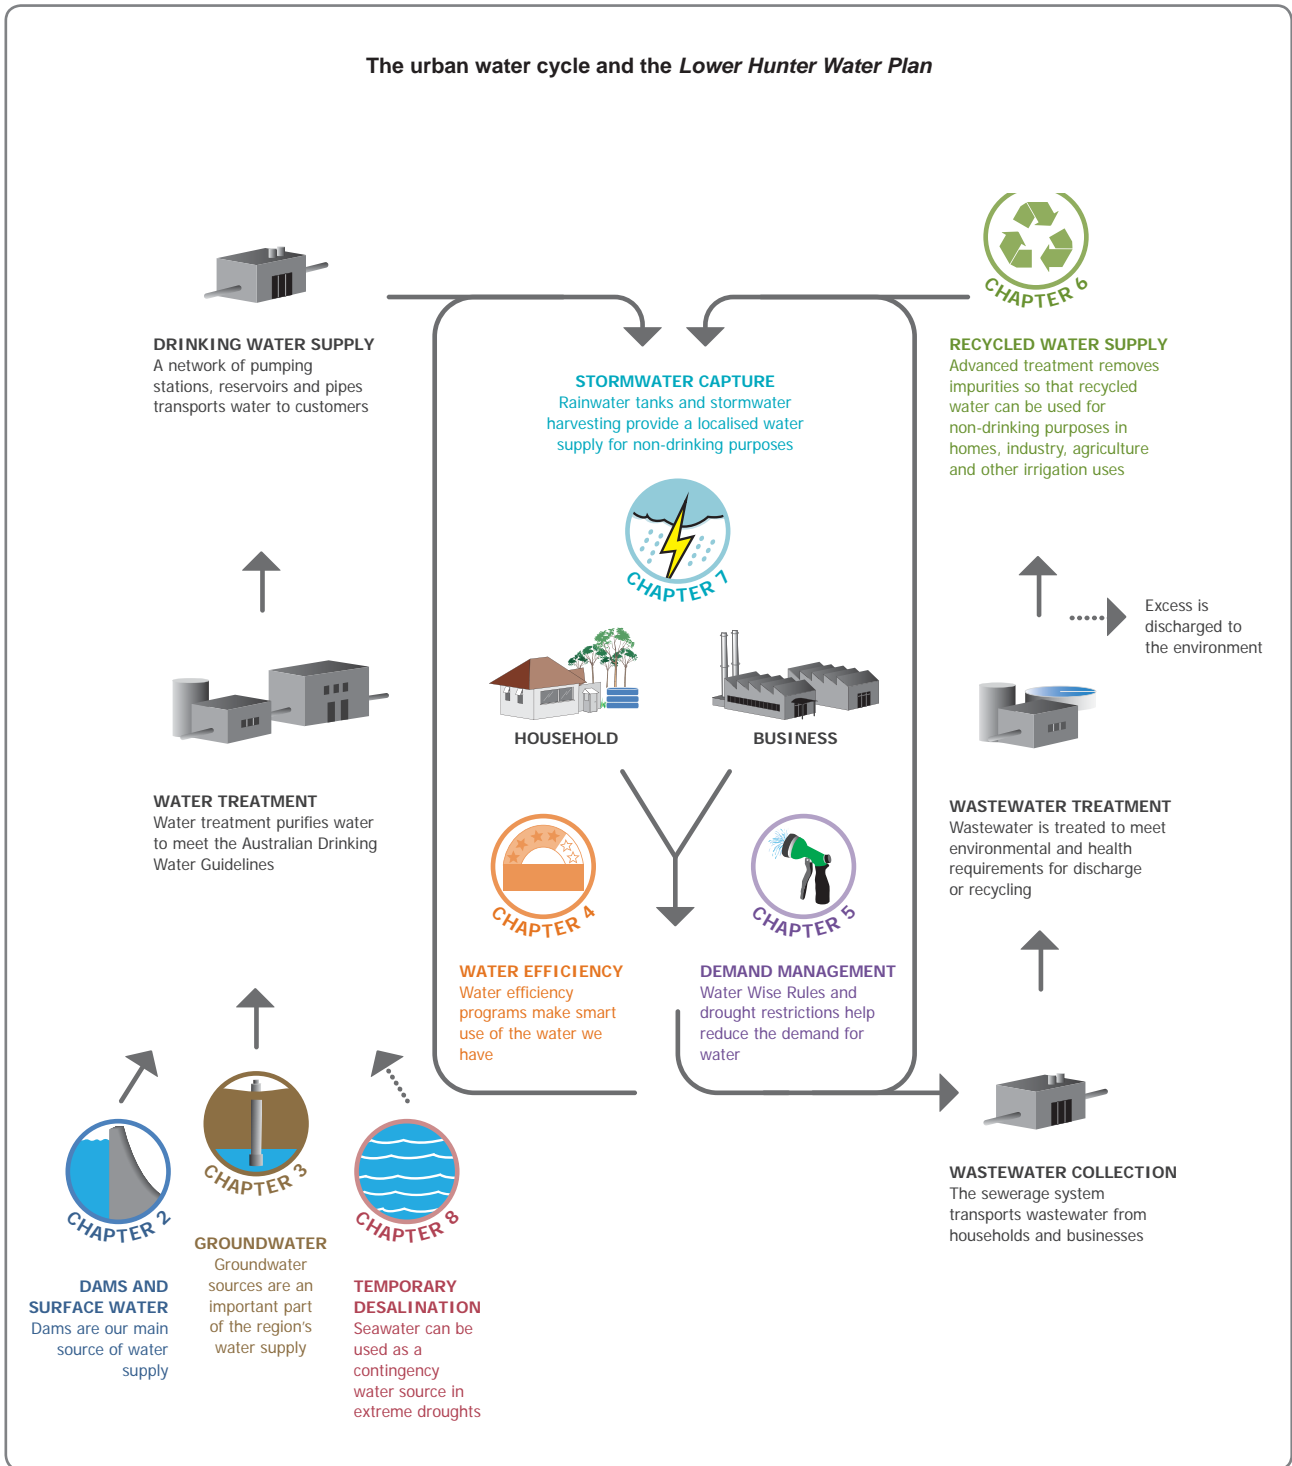 The urban water cycle and the Lower Hunter Water Plan
DRINKING WATER SUPPLY
A network of pumping
stations, reservoirs and pipes
transports water to customers
CHAPTER 6
RECYCLED WATER SUPPLY
Advanced treatment removes
impurities so that recycled
water can be used for
non-drinking purposes in
homes, industry, agriculture
and other irrigation uses
STORMWATER CAPTURE
Rainwater tanks and stormwater
harvesting provide a localised water
supply for non-drinking purposes
CHAPTER 7
Excess is
discharged to
the environment
HOUSEHOLD
BUSINESS
WATER TREATMENT
Water treatment purifies water
to meet the Australian Drinking
Water Guidelines
WASTEWATER TREATMENT
Wastewater is treated to meet
environmental and health
requirements for discharge
or recycling
CHAPTER 4
WATER EFFICIENCY
Water efficiency
programs make smart
use of the water we
have
CHAPTER 5
DEMAND MANAGEMENT
Water Wise Rules and
drought restrictions help
reduce the demand for
water
WASTEWATER COLLECTION
The sewerage system
transports wastewater from
households and businesses
CHAPTER 2
DAMS AND
SURFACE WATER
Dams are our main
source of water
supply
CHAPTER 3
GROUNDWATER
Groundwater
sources are an
important part
of the region's
water supply
CHAPTER 8
TEMPORARY
DESALINATION
Seawater can be
used as a
contingency
water source in
extreme droughts